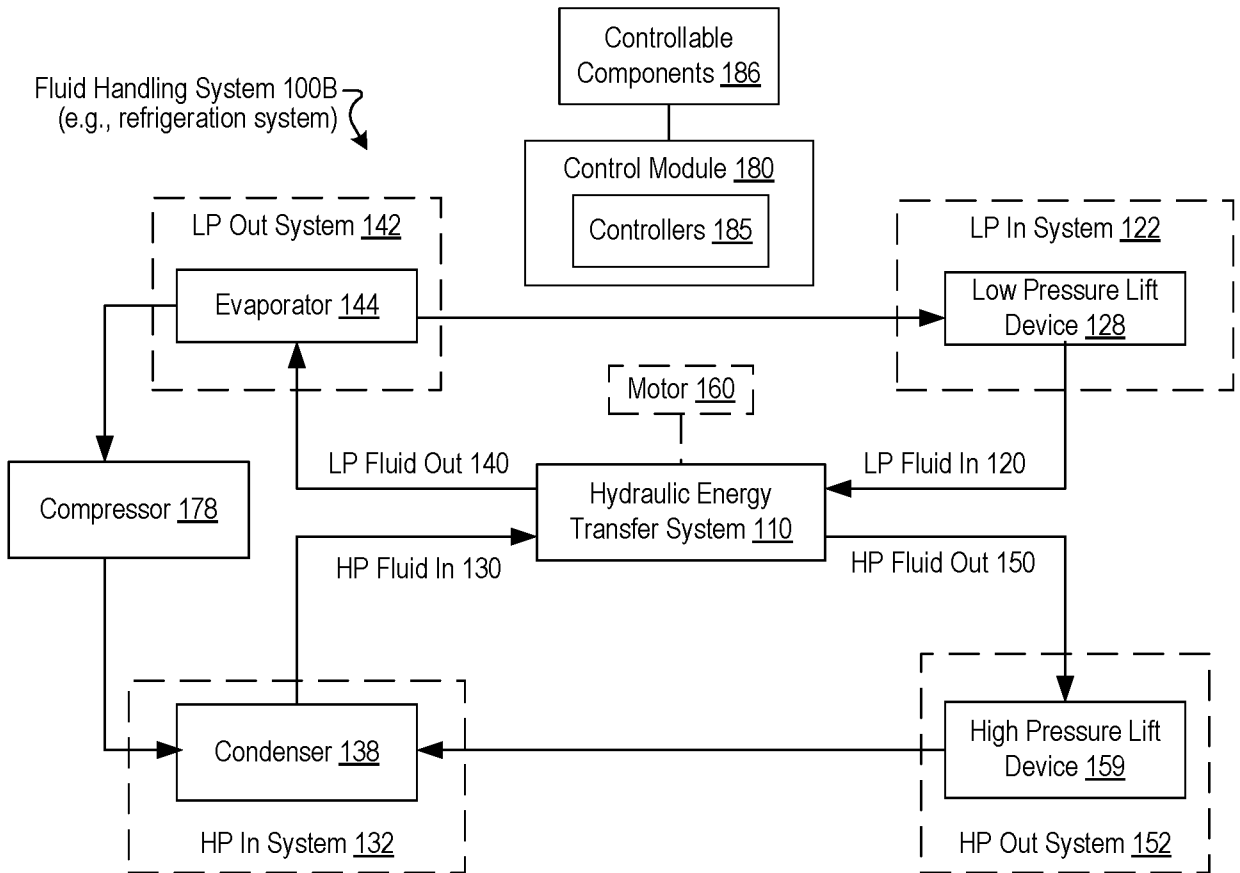 Controllable
Components 186
Fluid Handling System 100B
(e.g., refrigeration system)
Control Module 180
Controllers 185
LP Out System 142
Evaporator 144
LP In System 122
Low Pressure Lift
Device 128
Motor 160
LP Fluid Out 140
LP Fluid In 120
Compressor 178
Hydraulic Energy
Transfer System 110
HP Fluid In 130
HP Fluid Out 150
Condenser 138
HP In System 132
High Pressure Lift
Device 159
HP Out System 152